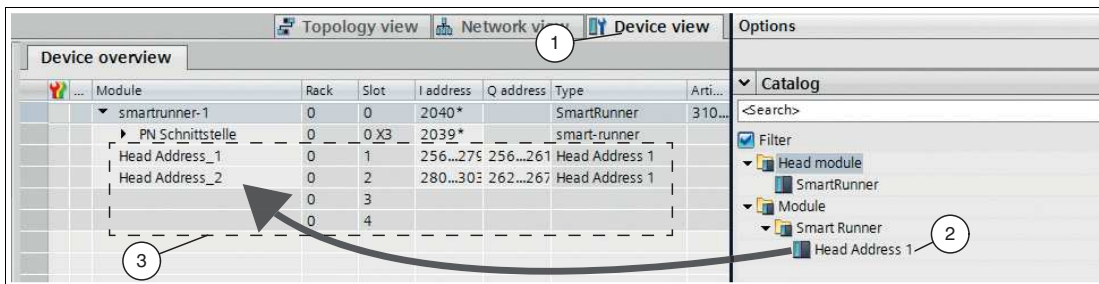 Topology view Network view Device view Options
1
Device overview
... Module Rack Slot I address Q address Type Arti...
Catalog
smartrunner-1 0 0 2040* SmartRunner 310...
<Search>
PN Schnittstelle 0 0 X3 2039* smart-runner
Filter
Head Address_1 0 1 256...279 256...261 Head Address 1
Head module
Head Address_2 0 2 280...303 262...267 Head Address 1
SmartRunner
0 3
Module
0 4
Smart Runner
2
Head Address 1
3